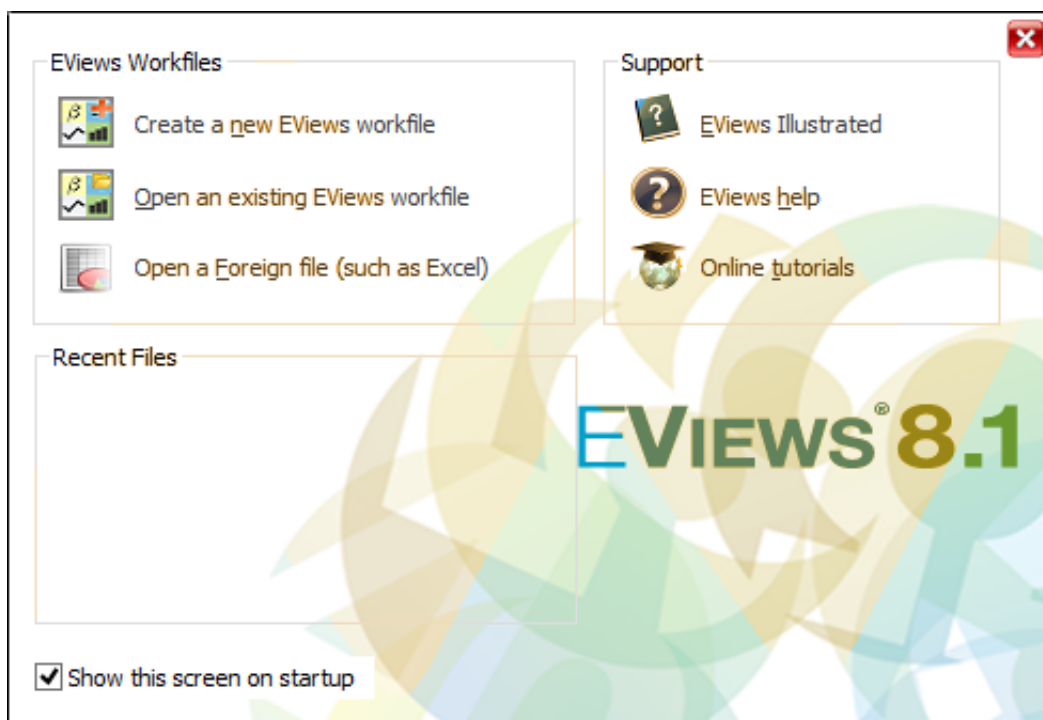 EViews Workfiles
Create a new EViews workfile
Open an existing EViews workfile
Open a Foreign file (such as Excel)
Support
EViews Illustrated
EViews help
Online tutorials
Recent Files
EVIEWS® 8.1
Show this screen on startup